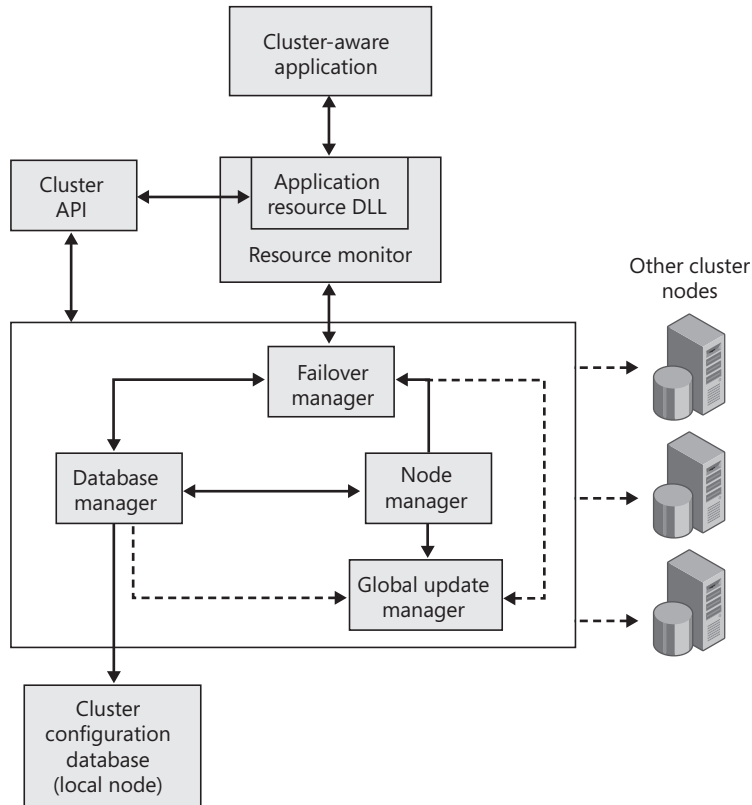 Cluster-aware
application
Cluster
API
Application
resource DLL
Resource monitor
Other cluster
nodes
Failover
manager
Database
manager
Node
manager
Global update
manager
Cluster
configuration
database
(local node)